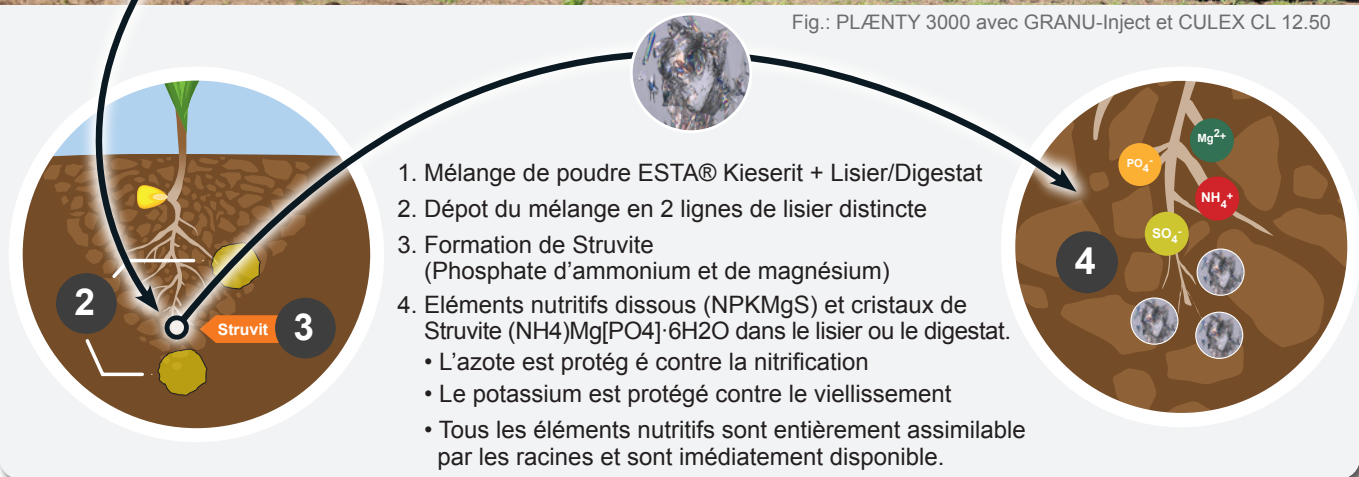 Fig.: PLÆNTY 3000 avec GRANU-Inject et CULEX CL 12.50
1. Mélange de poudre ESTA® Kieserit + Lisier/Digestat
2. Dépot du mélange en 2 lignes de lisier distincte
3. Formation de Struvite
(Phosphate d’ammonium et de magnésium)
4. Eléments nutritifs dissous (NPKMgS) et cristaux de
Struvite (NH4)Mg[PO4]·6H2O dans le lisier ou le digestat.
• L’azote est protég é contre la nitrification
• Le potassium est protégé contre le viellissement
• Tous les éléments nutritifs sont entièrement assimilable
par les racines et sont imédiatement disponible.
2
Struvit
3
4
Mg²⁺
PO₄⁻
NH₄⁺
SO₄⁻